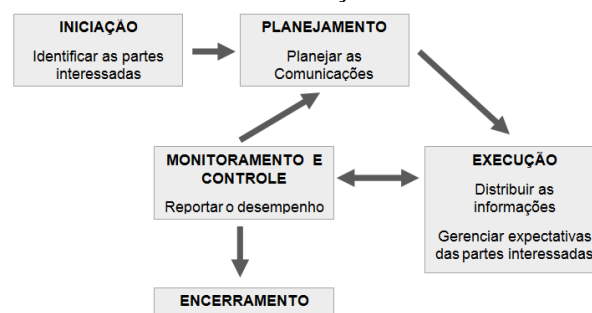 INICIAÇÃO
Identificar as partes
interessadas
PLANEJAMENTO
Planejar as
Comunicações
MONITORAMENTO E
CONTROLE
Reportar o desempenho
EXECUÇÃO
Distribuir as
informações
Gerenciar expectativas
das partes interessadas
ENCERRAMENTO